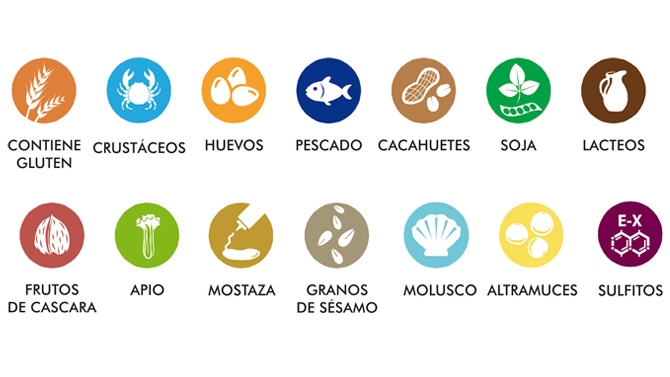 CONTIENE
GLUTEN
CRUSTÁCEOS
HUEVOS
PESCADO
CACAHUETES
SOJA
LACTEOS
FRUTOS
DE CASCARA
APIO
MOSTAZA
GRANOS
DE SÉSAMO
MOLUSCO
ALTRAMUCES
E-X
SULFITOS